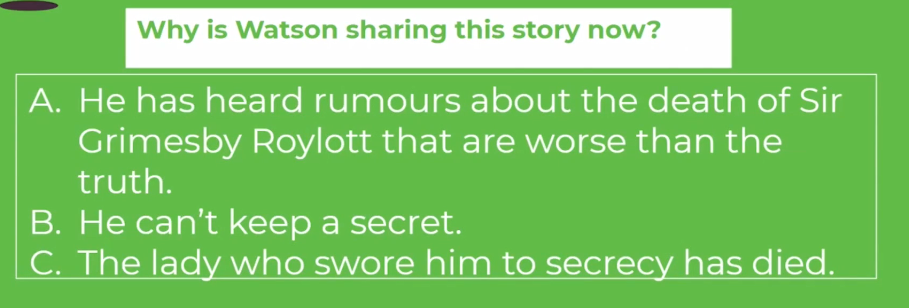 Why is Watson sharing this story now?
A. He has heard rumours about the death of Sir
Grimesby Roylott that are worse than the
truth.
B. He can't keep a secret.
C. The lady who swore him to secrecy has died.